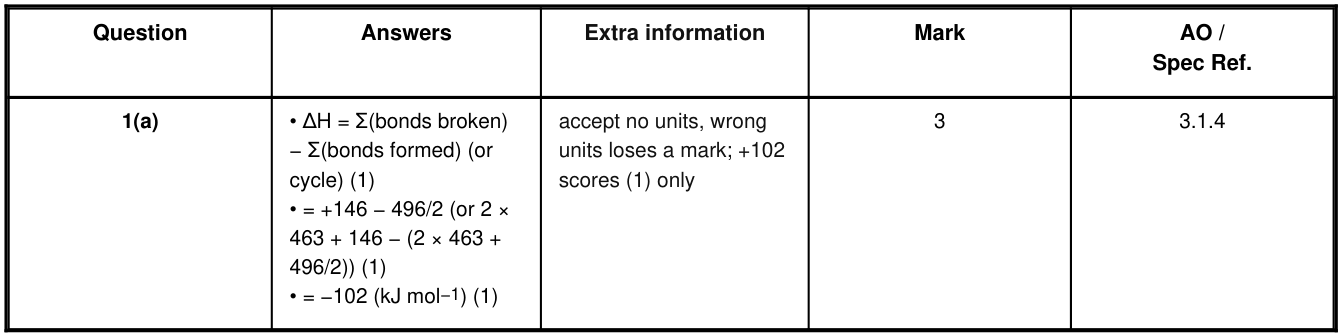 Question
Answers
Extra information
Mark
AO /
Spec Ref.
1(a)
• ΔH = Σ(bonds broken)
− Σ(bonds formed) (or
cycle) (1)
• = +146 − 496/2 (or 2 ×
463 + 146 − (2 × 463 +
496/2)) (1)
• = −102 (kJ mol−1) (1)
accept no units, wrong
units loses a mark; +102
scores (1) only
3
3.1.4